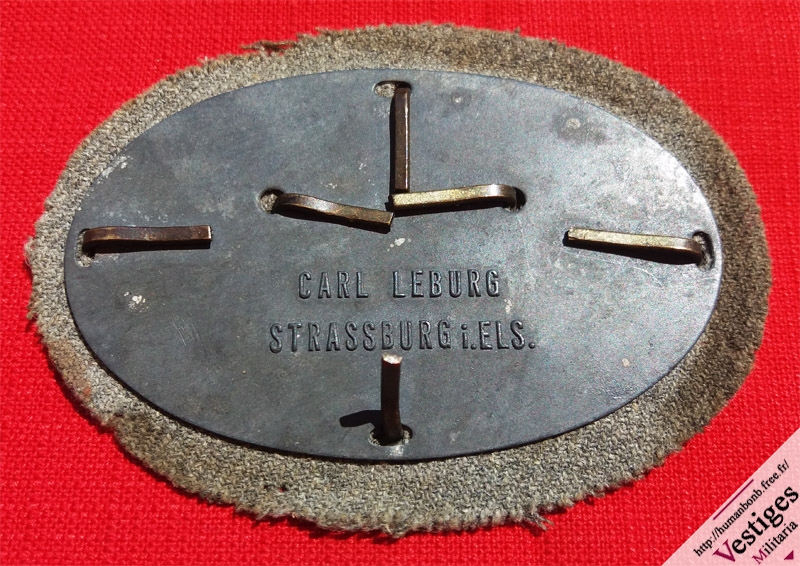 CARL LEBURG
STRASSBURG i.ELS.
http://humanbonb.free.fr/
Vestiges
Militaria